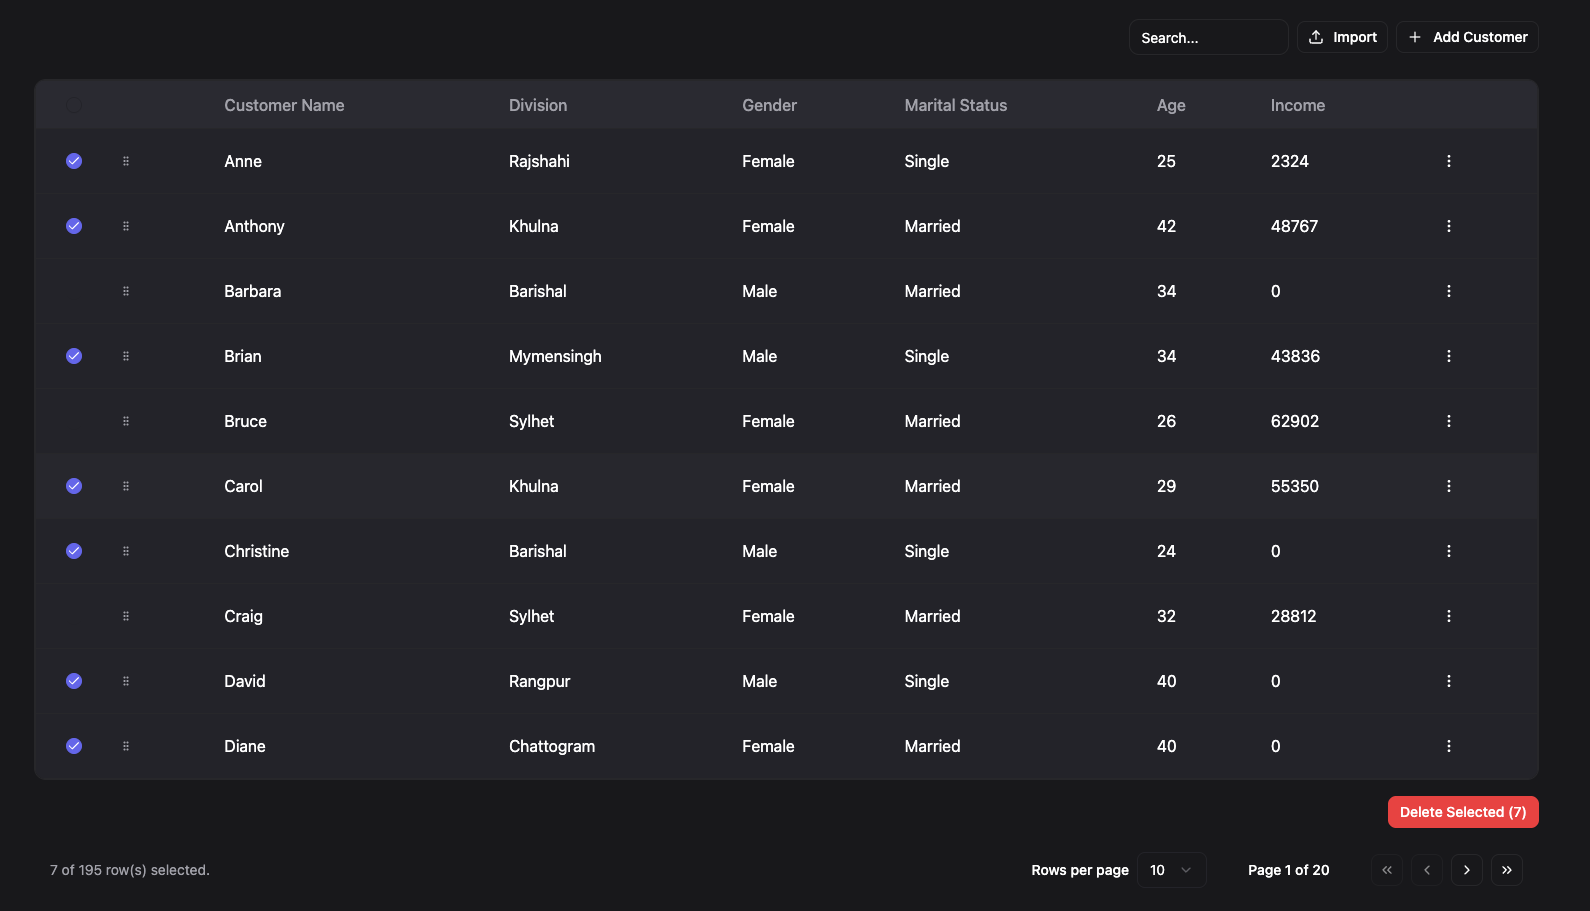 Search... Import Add Customer
Customer Name Division Gender Marital Status Age Income
Anne Rajshahi Female Single 25 2324
Anthony Khulna Female Married 42 48767
Barbara Barishal Male Married 34 0
Brian Mymensingh Male Single 34 43836
Bruce Sylhet Female Married 26 62902
Carol Khulna Female Married 29 55350
Christine Barishal Male Single 24 0
Craig Sylhet Female Married 32 28812
David Rangpur Male Single 40 0
Diane Chattogram Female Married 40 0
Delete Selected (7)
7 of 195 row(s) selected. Rows per page 10 Page 1 of 20